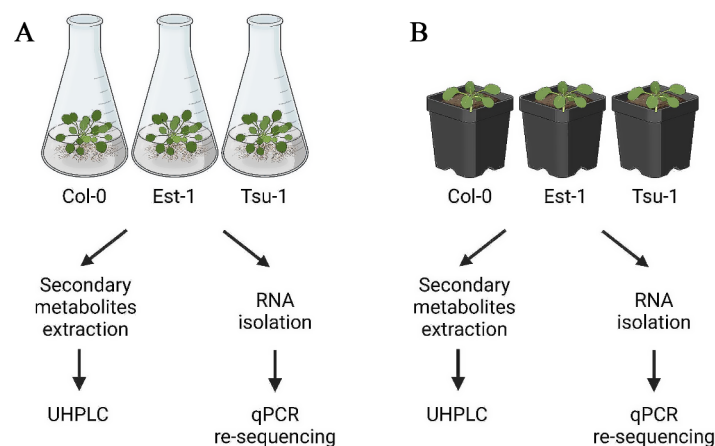 A
Col-0 Est-1 Tsu-1
Secondary
metabolites
extraction
RNA
isolation
UHPLC
qPCR
re-sequencing
B
Col-0 Est-1 Tsu-1
Secondary
metabolites
extraction
RNA
isolation
UHPLC
qPCR
re-sequencing